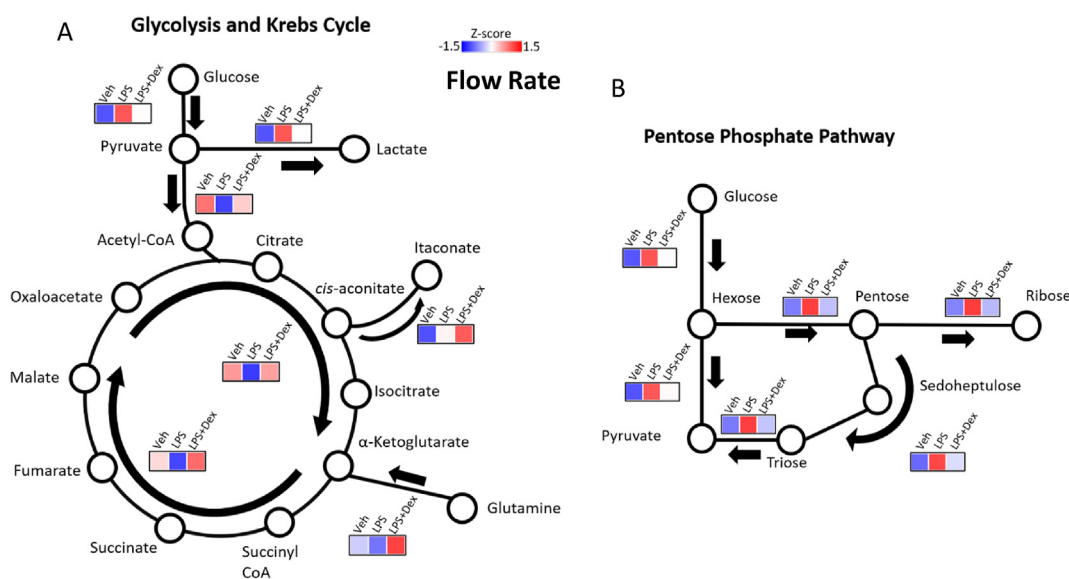 A
Glycolysis and Krebs Cycle
Z-score
-1.5
1.5
Flow Rate
Glucose
Veh
LPS
LPS+Dex
Pyruvate
Veh
LPS
LPS+Dex
Lactate
Veh
LPS
LPS+Dex
Acetyl-CoA
Citrate
Itaconate
Oxaloacetate
cis-aconitate
Veh
LPS
LPS+Dex
Veh
LPS
LPS+Dex
Malate
Isocitrate
Veh
LPS
LPS+Dex
α-Ketoglutarate
Fumarate
Glutamine
Veh
LPS
LPS+Dex
Succinate
Succinyl
CoA
B
Pentose Phosphate Pathway
Glucose
Veh
LPS
LPS+Dex
Hexose
Veh
LPS
LPS+Dex
Pentose
Veh
LPS
LPS+Dex
Ribose
Veh
LPS
LPS+Dex
Sedoheptulose
Veh
LPS
LPS+Dex
Pyruvate
Triose
Veh
LPS
LPS+Dex